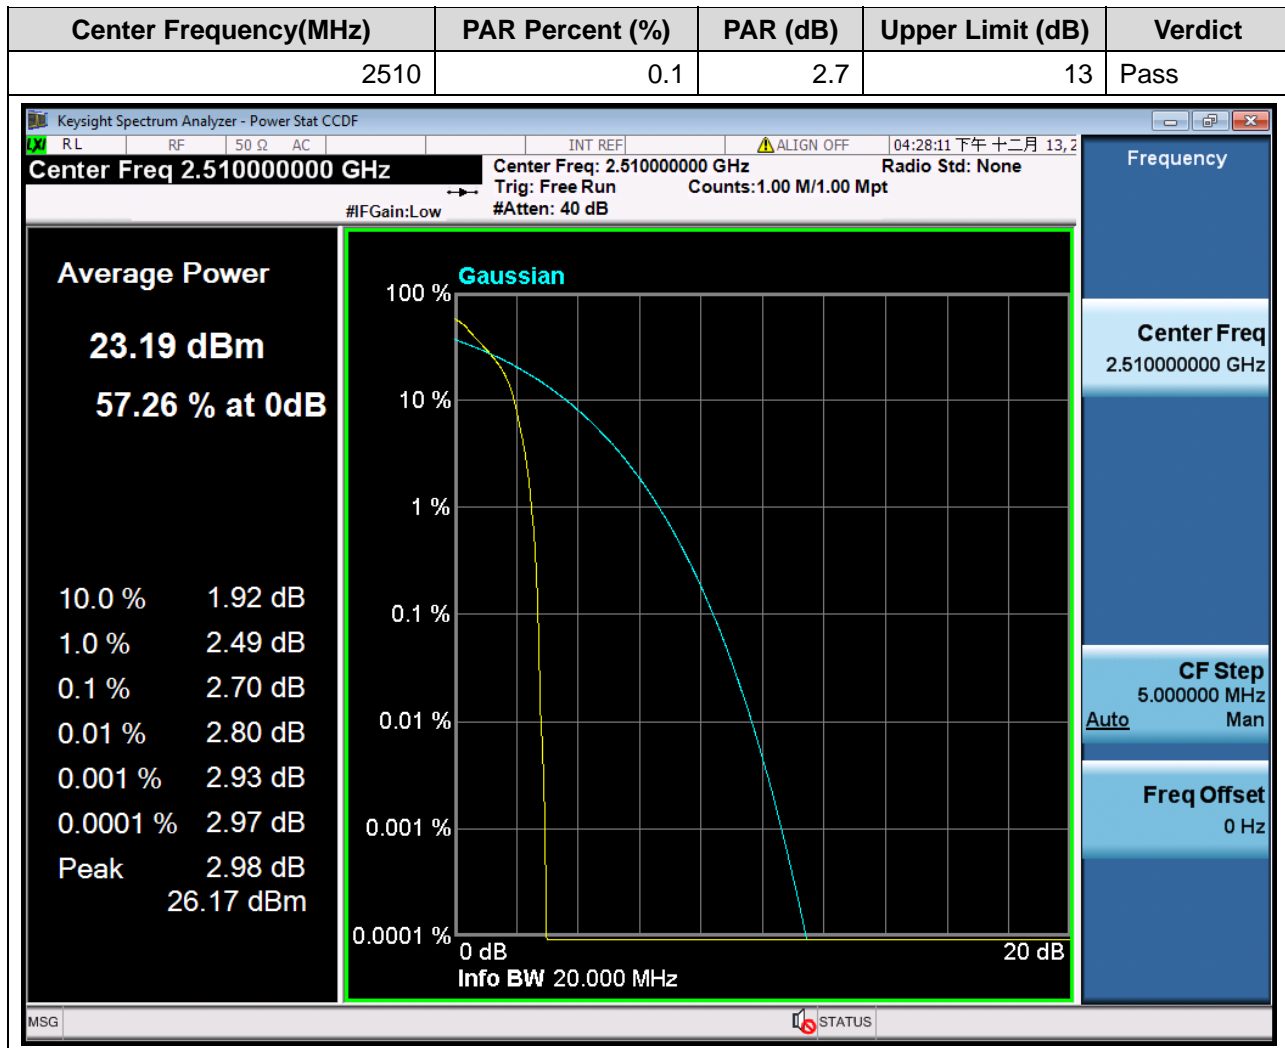 Center Frequency(MHz) PAR Percent (%) PAR (dB) Upper Limit (dB) Verdict
2510 0.1 2.7 13 Pass
Keysight Spectrum Analyzer - Power Stat CCDF
LXI RL RF 50 Ω AC INT REF ALIGN OFF 04:28:11 下午 十二月 13, 2
Center Freq 2.510000000 GHz
Center Freq: 2.510000000 GHz Radio Std: None
Trig: Free Run Counts:1.00 M/1.00 Mpt
#IFGain:Low #Atten: 40 dB
Frequency
Average Power
23.19 dBm
57.26 % at 0dB
10.0 % 1.92 dB
1.0 % 2.49 dB
0.1 % 2.70 dB
0.01 % 2.80 dB
0.001 % 2.93 dB
0.0001 % 2.97 dB
Peak 2.98 dB
26.17 dBm
Gaussian
100 %
10 %
1 %
0.1 %
0.01 %
0.001 %
0.0001 %
0 dB 20 dB
Info BW 20.000 MHz
Center Freq
2.510000000 GHz
CF Step
5.000000 MHz
Auto Man
Freq Offset
0 Hz
MSG STATUS